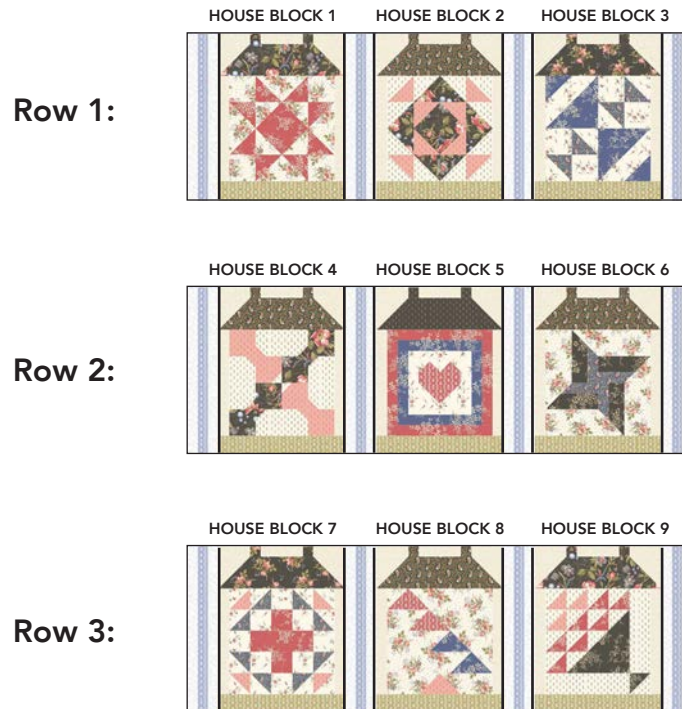 HOUSE BLOCK 1 HOUSE BLOCK 2 HOUSE BLOCK 3
Row 1:
HOUSE BLOCK 4 HOUSE BLOCK 5 HOUSE BLOCK 6
Row 2:
HOUSE BLOCK 7 HOUSE BLOCK 8 HOUSE BLOCK 9
Row 3: